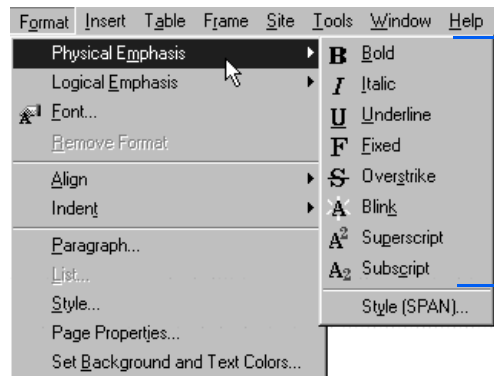 Format Insert Table Frame Site Tools Window Help
Physical Emphasis
Logical Emphasis
Font...
Remove Format
Align
Indent
Paragraph...
List...
Style...
Page Properties...
Set Background and Text Colors...
B Bold
I Italic
U Underline
F Fixed
S Overstrike
A Blink
A2 Superscript
A2 Subscript
Style (SPAN)...